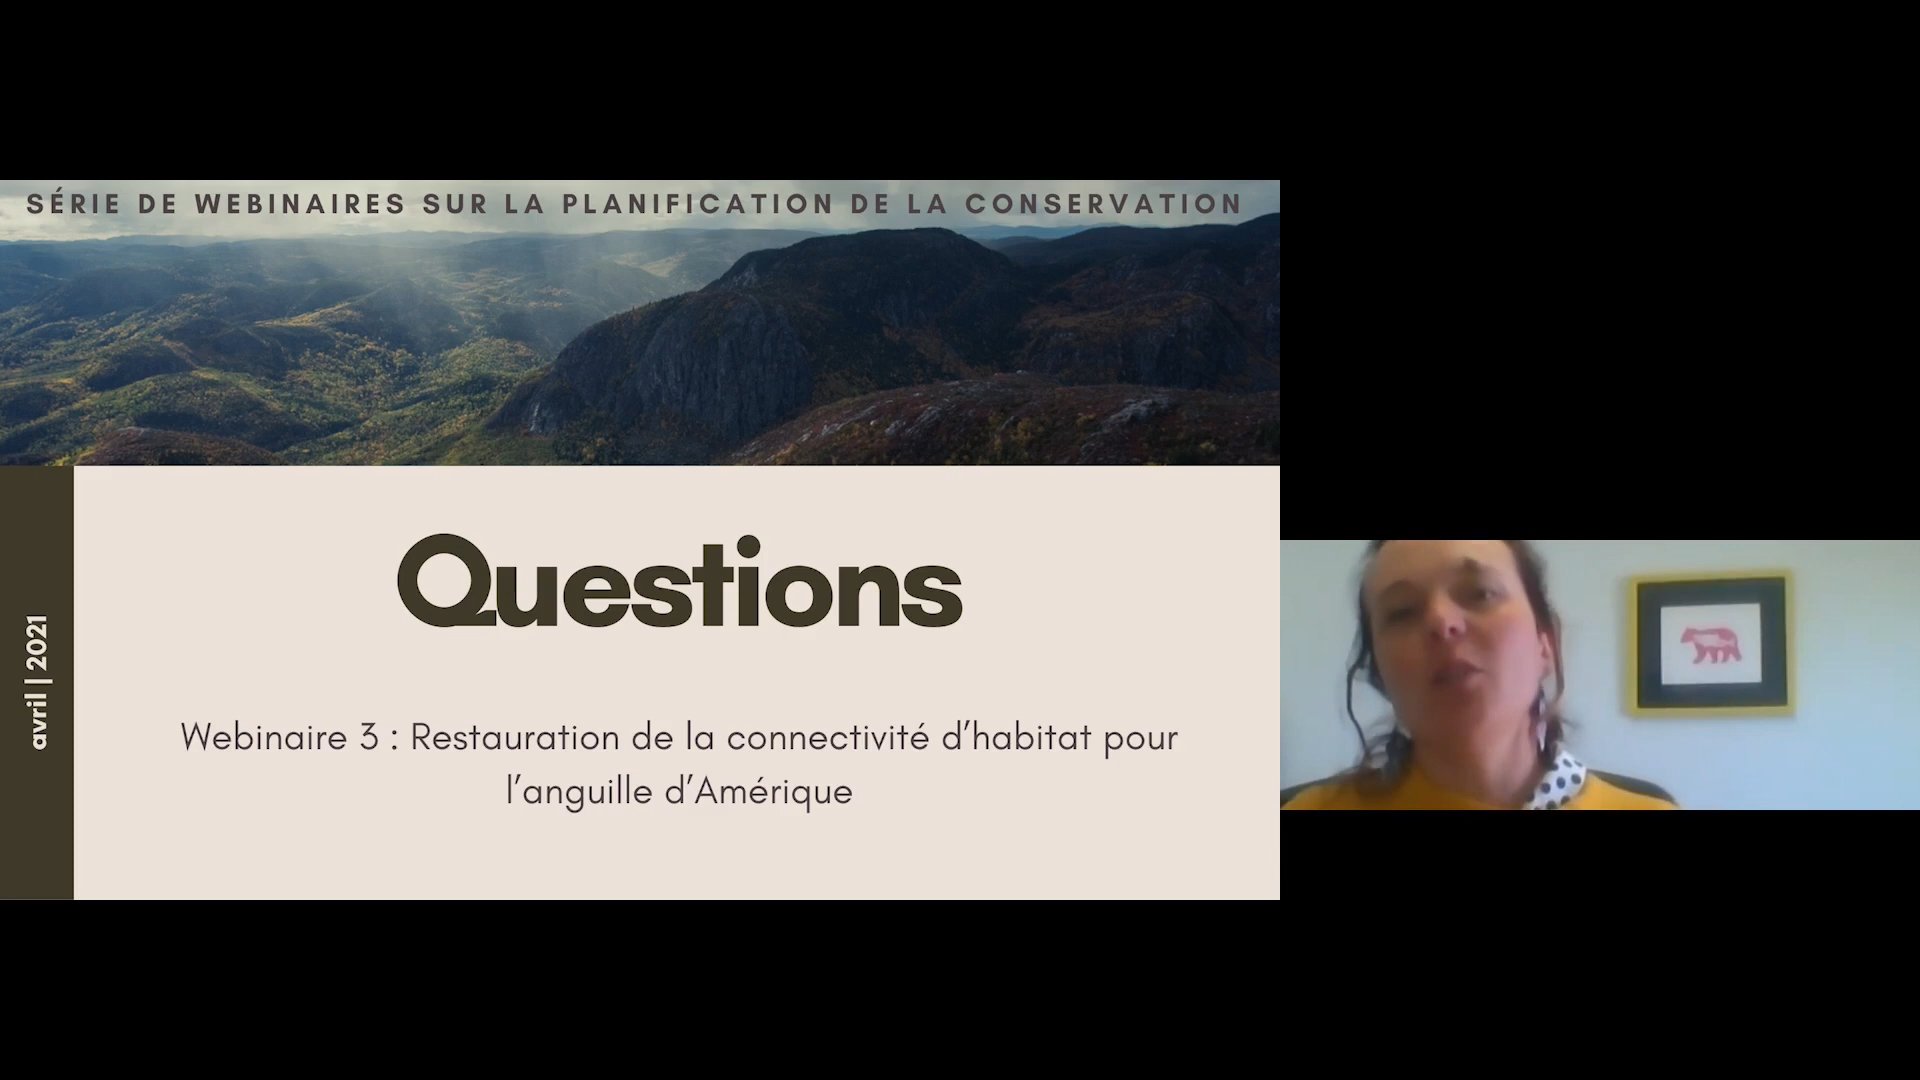 SÉRIE DE WEBINAIRES SUR LA PLANIFICATION DE LA CONSERVATION
Questions
avril | 2021
Webinaire 3 : Restauration de la connectivité d’habitat pour
l’anguille d’Amérique